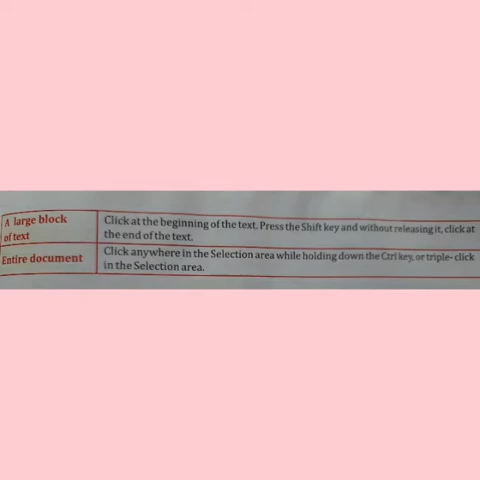 A large block
of text
Click at the beginning of the text. Press the Shift key and without releasing it, click at
the end of the text.
Entire document
Click anywhere in the Selection area while holding down the Ctrl key, or triple- click
in the Selection area.